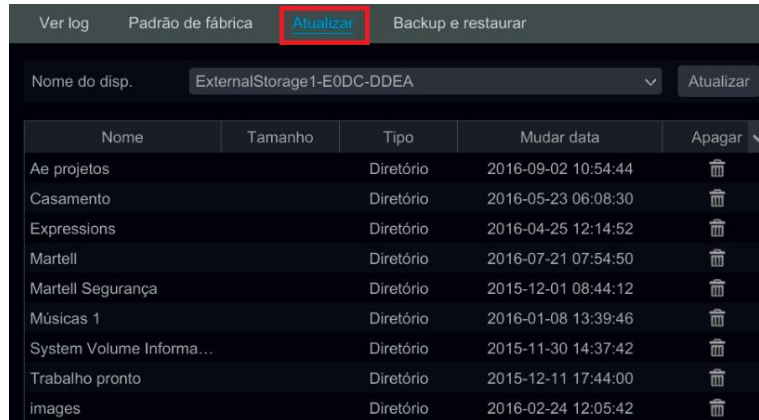 Ver log Padrão de fábrica Atualizar Backup e restaurar
Nome do disp. ExternalStorage1-E0DC-DDEA Atualizar
Nome Tamanho Tipo Mudar data Apagar
Ae projetos Diretório 2016-09-02 10:54:44
Casamento Diretório 2016-05-23 06:08:30
Expressions Diretório 2016-04-25 12:14:52
Martell Diretório 2016-07-21 07:54:50
Martell Segurança Diretório 2015-12-01 08:44:12
Músicas 1 Diretório 2016-01-08 13:39:46
System Volume Informa... Diretório 2015-11-30 14:37:42
Trabalho pronto Diretório 2015-12-11 17:44:00
images Diretório 2016-02-24 12:05:42